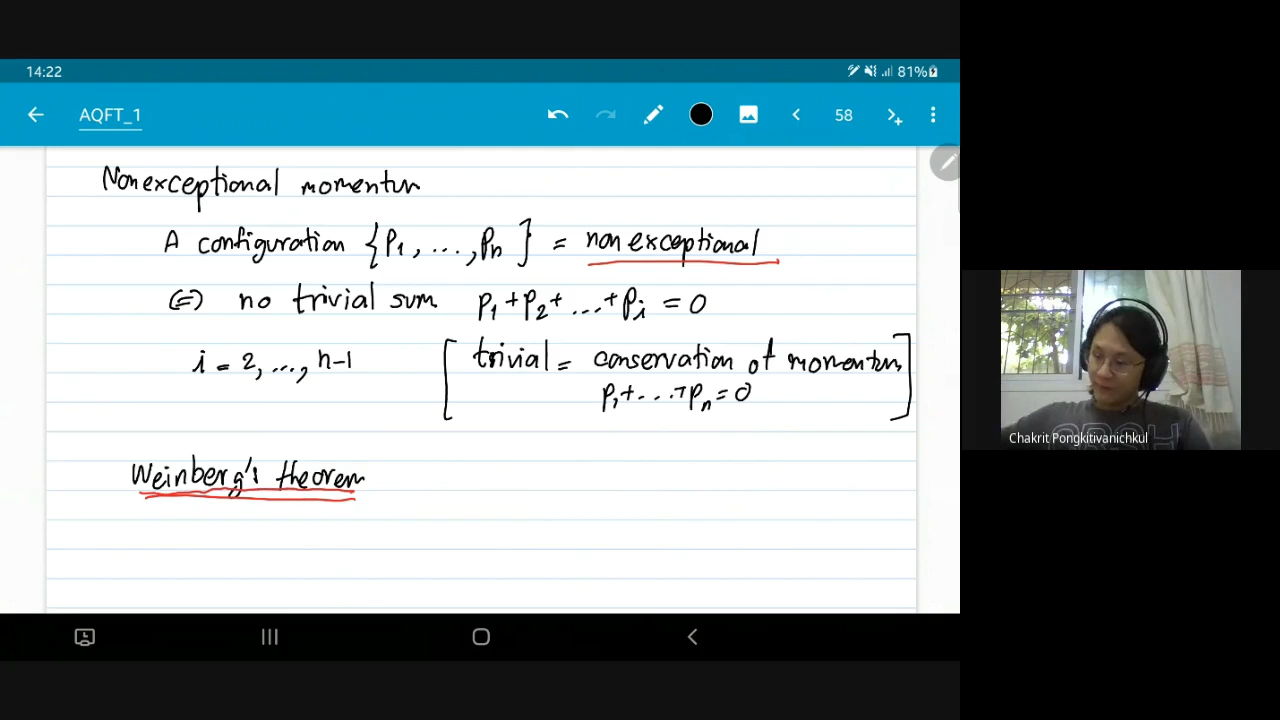 14:22 81%
AQFT_1 58
Nonexceptional momentum
A configuration {p₁, ..., pₙ} = nonexceptional
⇔ no trivial sum p₁+p₂+...+pᵢ = 0
i = 2, ..., n-1 [trivial = conservation of momentum
p₁+...+pₙ = 0]
Weinberg's theorem
Chakrit Pongkitivanichkul